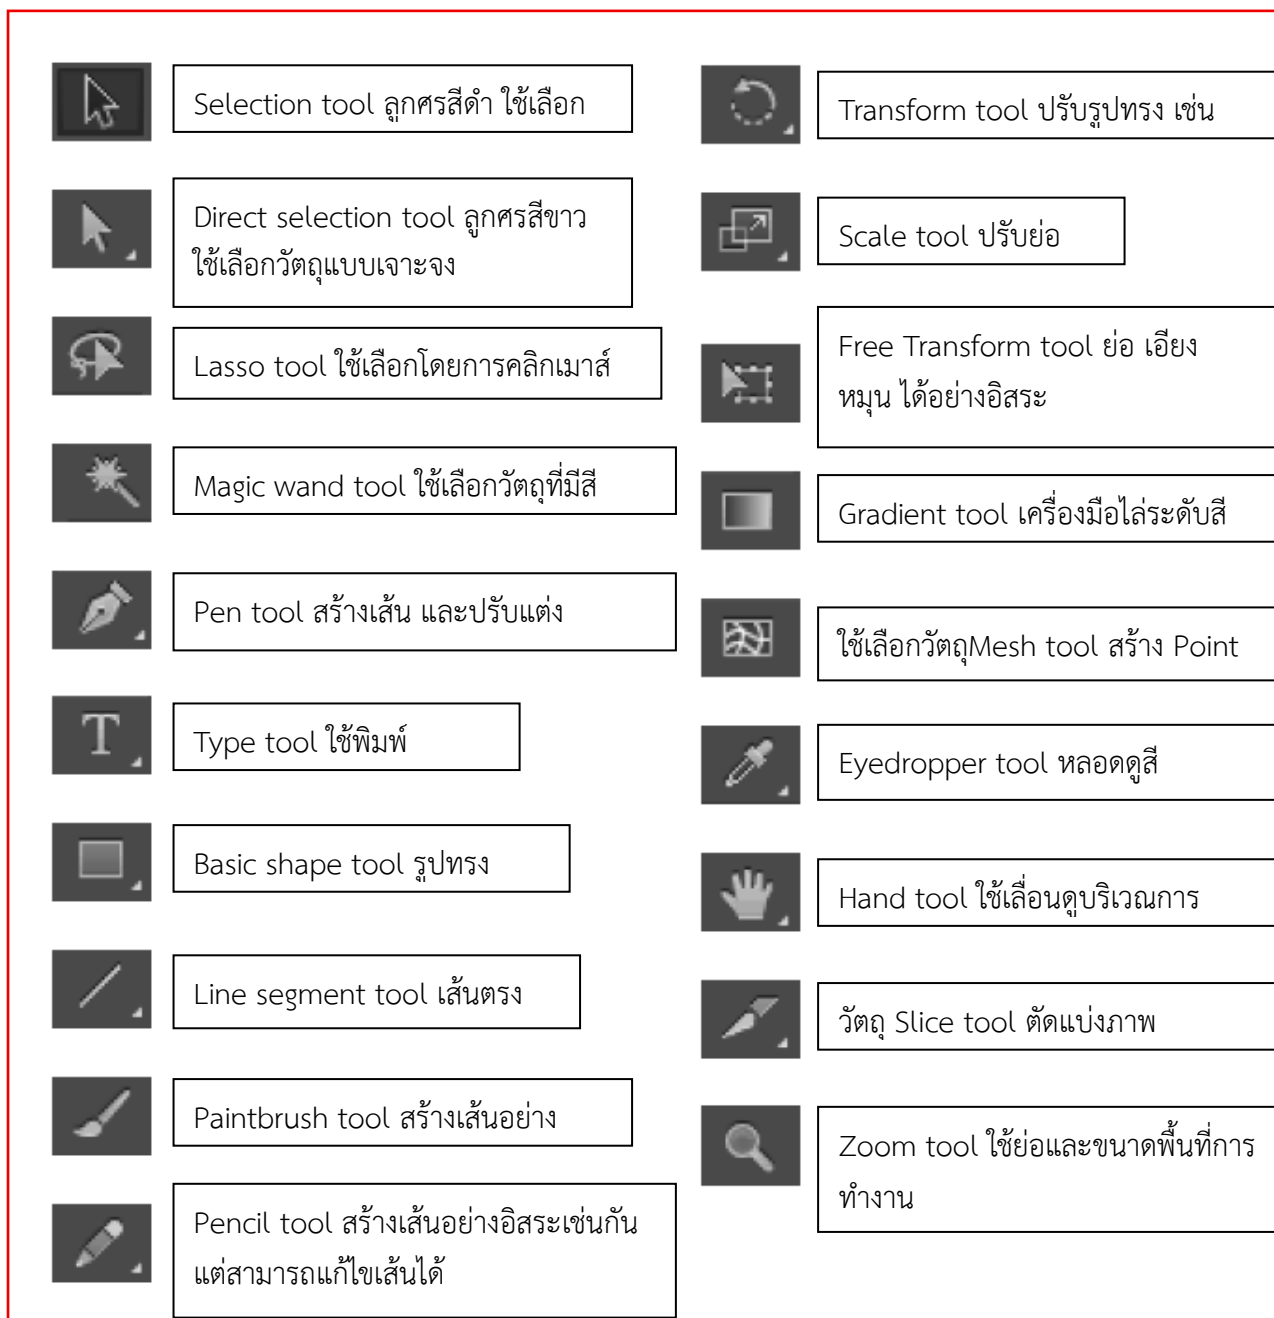 Selection tool ลูกศรสีดำ ใช้เลือก
Direct selection tool ลูกศรสีขาว
ใช้เลือกวัตถุแบบเจาะจง
Lasso tool ใช้เลือกโดยการคลิกเมาส์
Magic wand tool ใช้เลือกวัตถุที่มีสี
Pen tool สร้างเส้น และปรับแต่ง
T
Type tool ใช้พิมพ์
Basic shape tool รูปทรง
Line segment tool เส้นตรง
Paintbrush tool สร้างเส้นอย่าง
Pencil tool สร้างเส้นอย่างอิสระเช่นกัน
แต่สามารถแก้ไขเส้นได้
Transform tool ปรับรูปทรง เช่น
Scale tool ปรับย่อ
Free Transform tool ย่อ เอียง
หมุน ได้อย่างอิสระ
Gradient tool เครื่องมือไล่ระดับสี
ใช้เลือกวัตถุMesh tool สร้าง Point
Eyedropper tool หลอดดูสี
Hand tool ใช้เลื่อนดูบริเวณการ
วัตถุ Slice tool ตัดแบ่งภาพ
Zoom tool ใช้ย่อและขนาดพื้นที่การ
ทำงาน